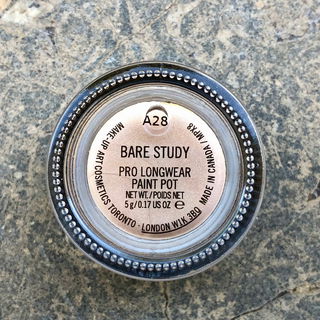 A28
BARE STUDY
PRO LONGWEAR
PAINT POT
NET WT./POIDS NET
5 g/0.17 US OZ ℮
MAKE-UP ART COSMETICS TORONTO - LONDON W1K 3BQ MADE IN CANADA / MPX8